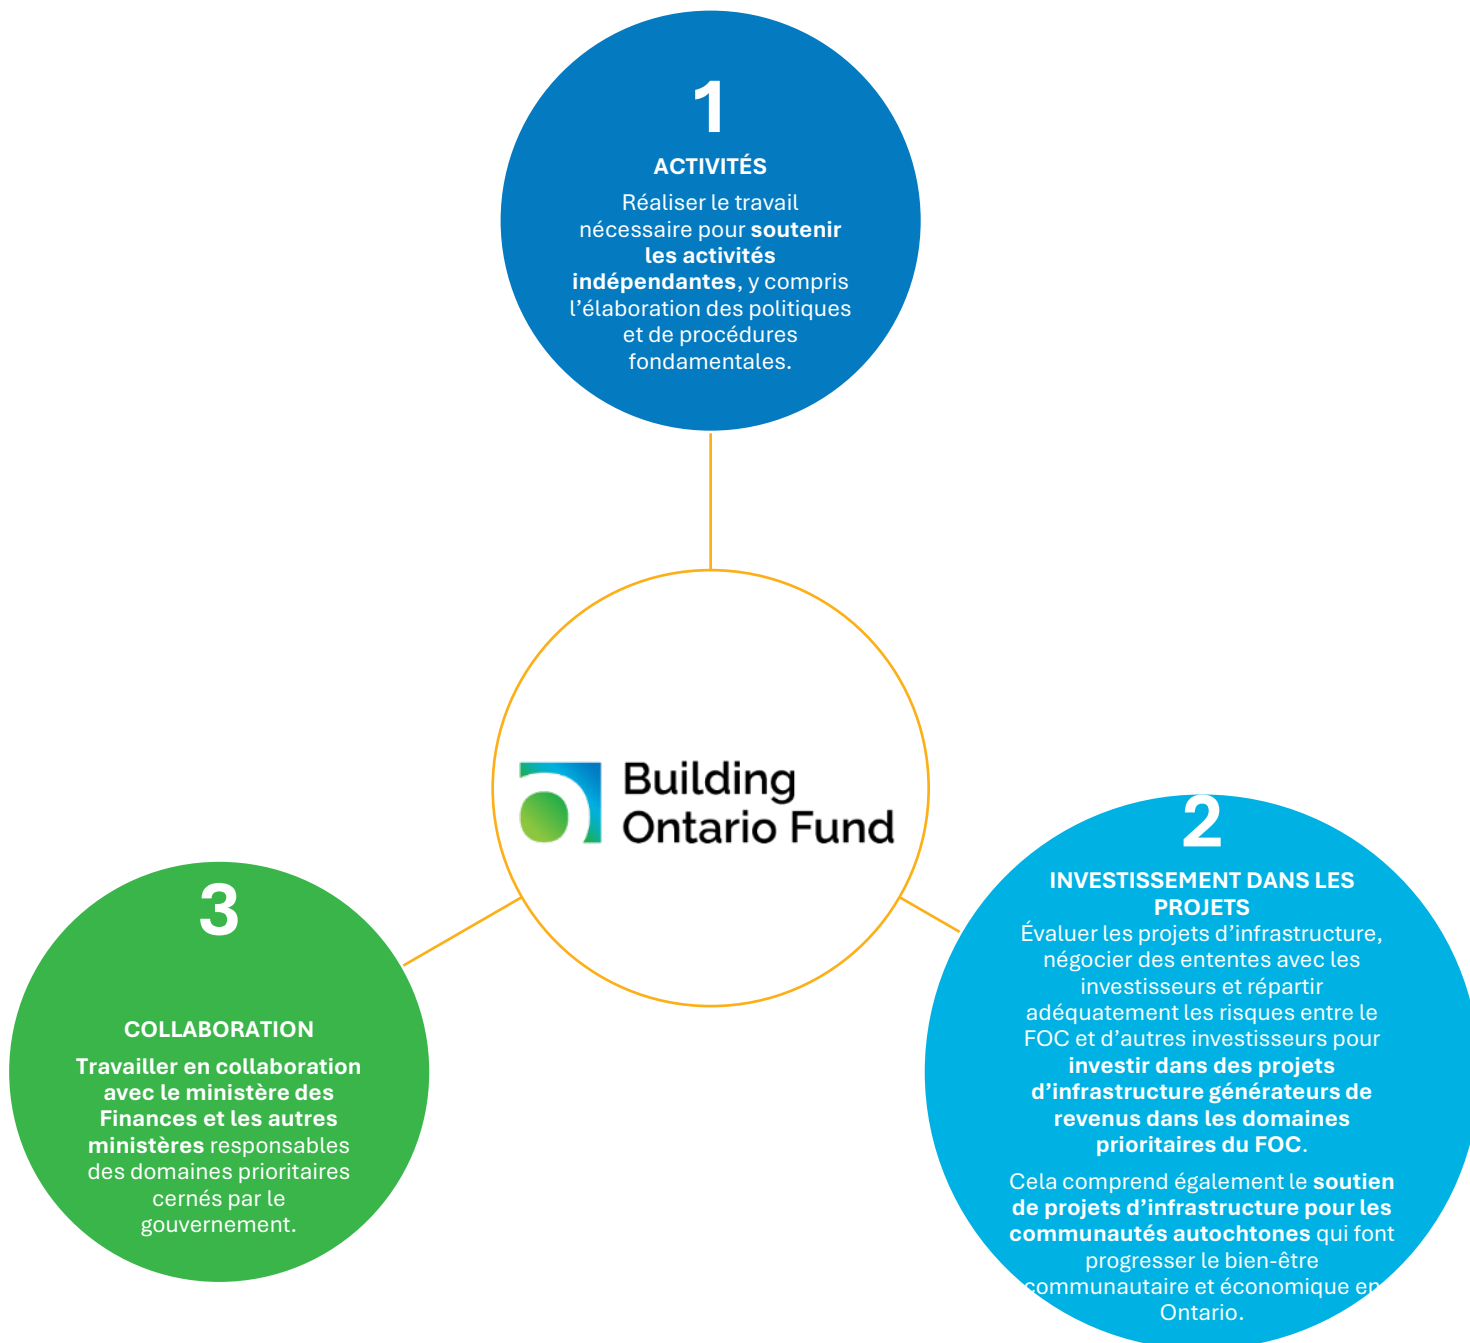 1
ACTIVITÉS
Réaliser le travail
nécessaire pour soutenir
les activités
indépendantes, y compris
l’élaboration des politiques
et de procédures
fondamentales.
Building
Ontario Fund
2
INVESTISSEMENT DANS LES
PROJETS
Évaluer les projets d’infrastructure,
négocier des ententes avec les
investisseurs et répartir
adéquatement les risques entre le
FOC et d’autres investisseurs pour
investir dans des projets
d’infrastructure générateurs de
revenus dans les domaines
prioritaires du FOC.
Cela comprend également le soutien
de projets d’infrastructure pour les
communautés autochtones qui font
progresser le bien-être
communautaire et économique en
Ontario.
3
COLLABORATION
Travailler en collaboration
avec le ministère des
Finances et les autres
ministères responsables
des domaines prioritaires
cernés par le
gouvernement.